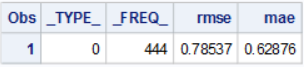 Obs _TYPE_ _FREQ_ rmse mae
1 0 444 0.78537 0.62876